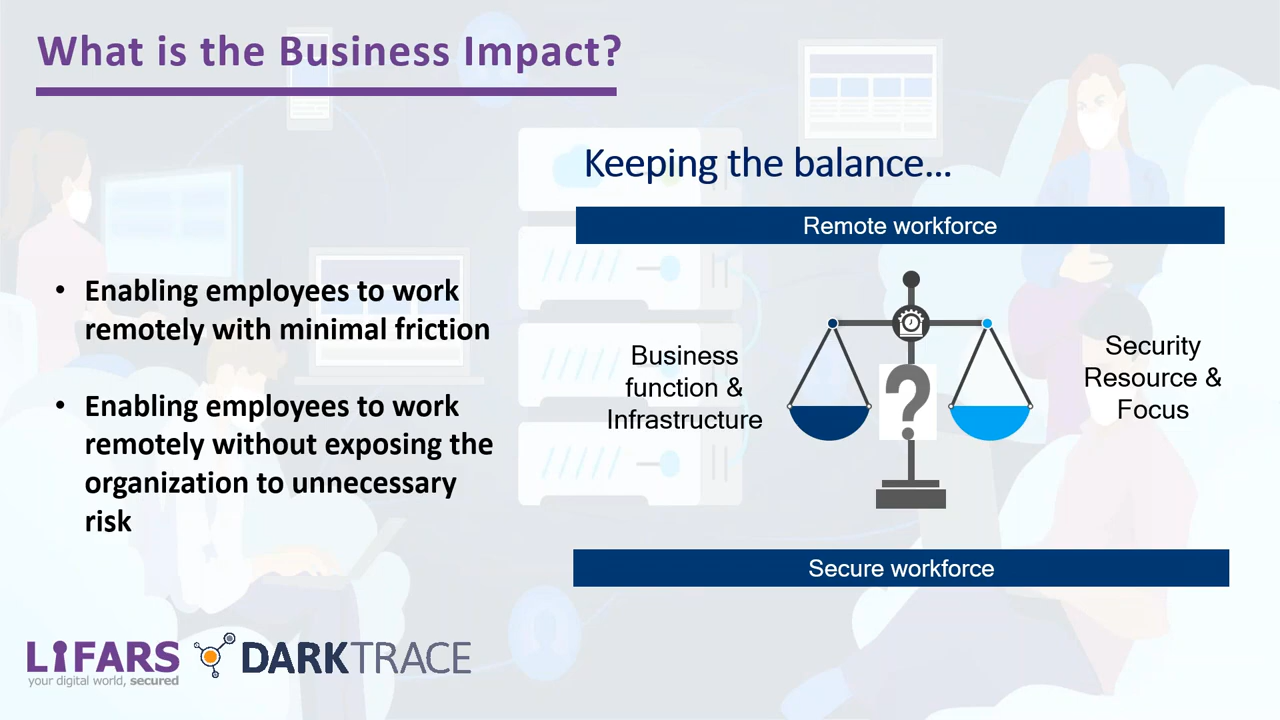 What is the Business Impact?
Keeping the balance...
Remote workforce
• Enabling employees to work
remotely with minimal friction
• Enabling employees to work
remotely without exposing the
organization to unnecessary
risk
Business
function &
Infrastructure
?
Security
Resource &
Focus
Secure workforce
LIFARS
your digital world, secured
DARKTRACE